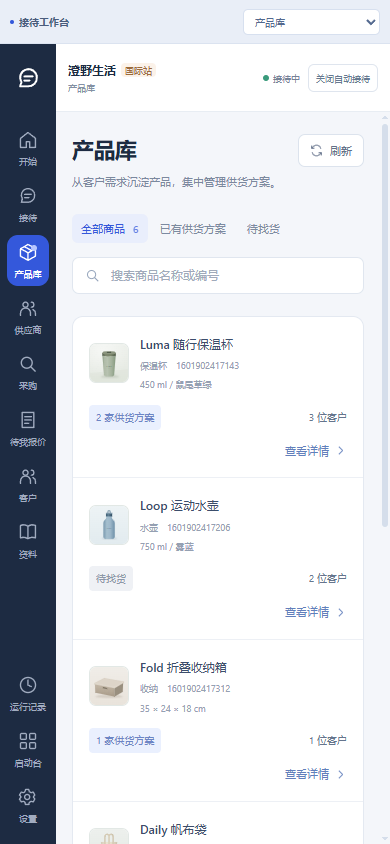 接待工作台
产品库
澄野生活 国际站
产品库
接待中
关闭自动接待
开始
接待
产品库
供应商
采购
待我报价
客户
资料
运行记录
启动台
设置
产品库
刷新
从客户需求沉淀产品，集中管理供货方案。
全部商品 6 已有供货方案 待找货
搜索商品名称或编号
Luma 随行保温杯
保温杯 1601902417143
450 ml / 鼠尾草绿
2 家供货方案 3 位客户
查看详情
Loop 运动水壶
水壶 1601902417206
750 ml / 雾蓝
待找货 2 位客户
查看详情
Fold 折叠收纳箱
收纳 1601902417312
35 × 24 × 18 cm
1 家供货方案 1 位客户
查看详情
Daily 帆布袋